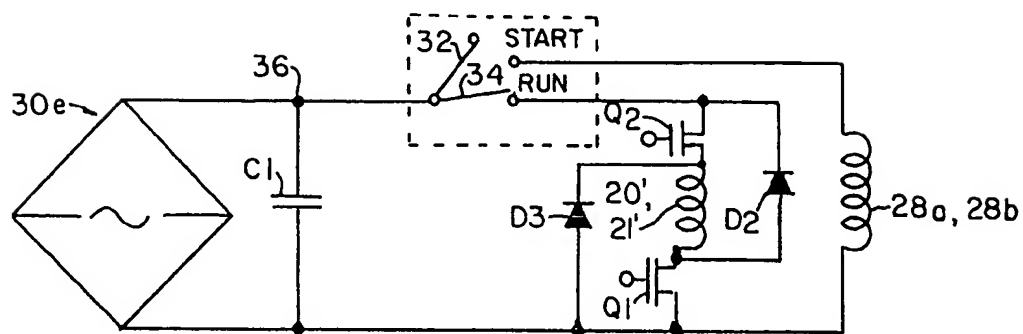 32
START
36
34
RUN
30e
Q2
C1
20',
21'
D3
D2
28a, 28b
Q1